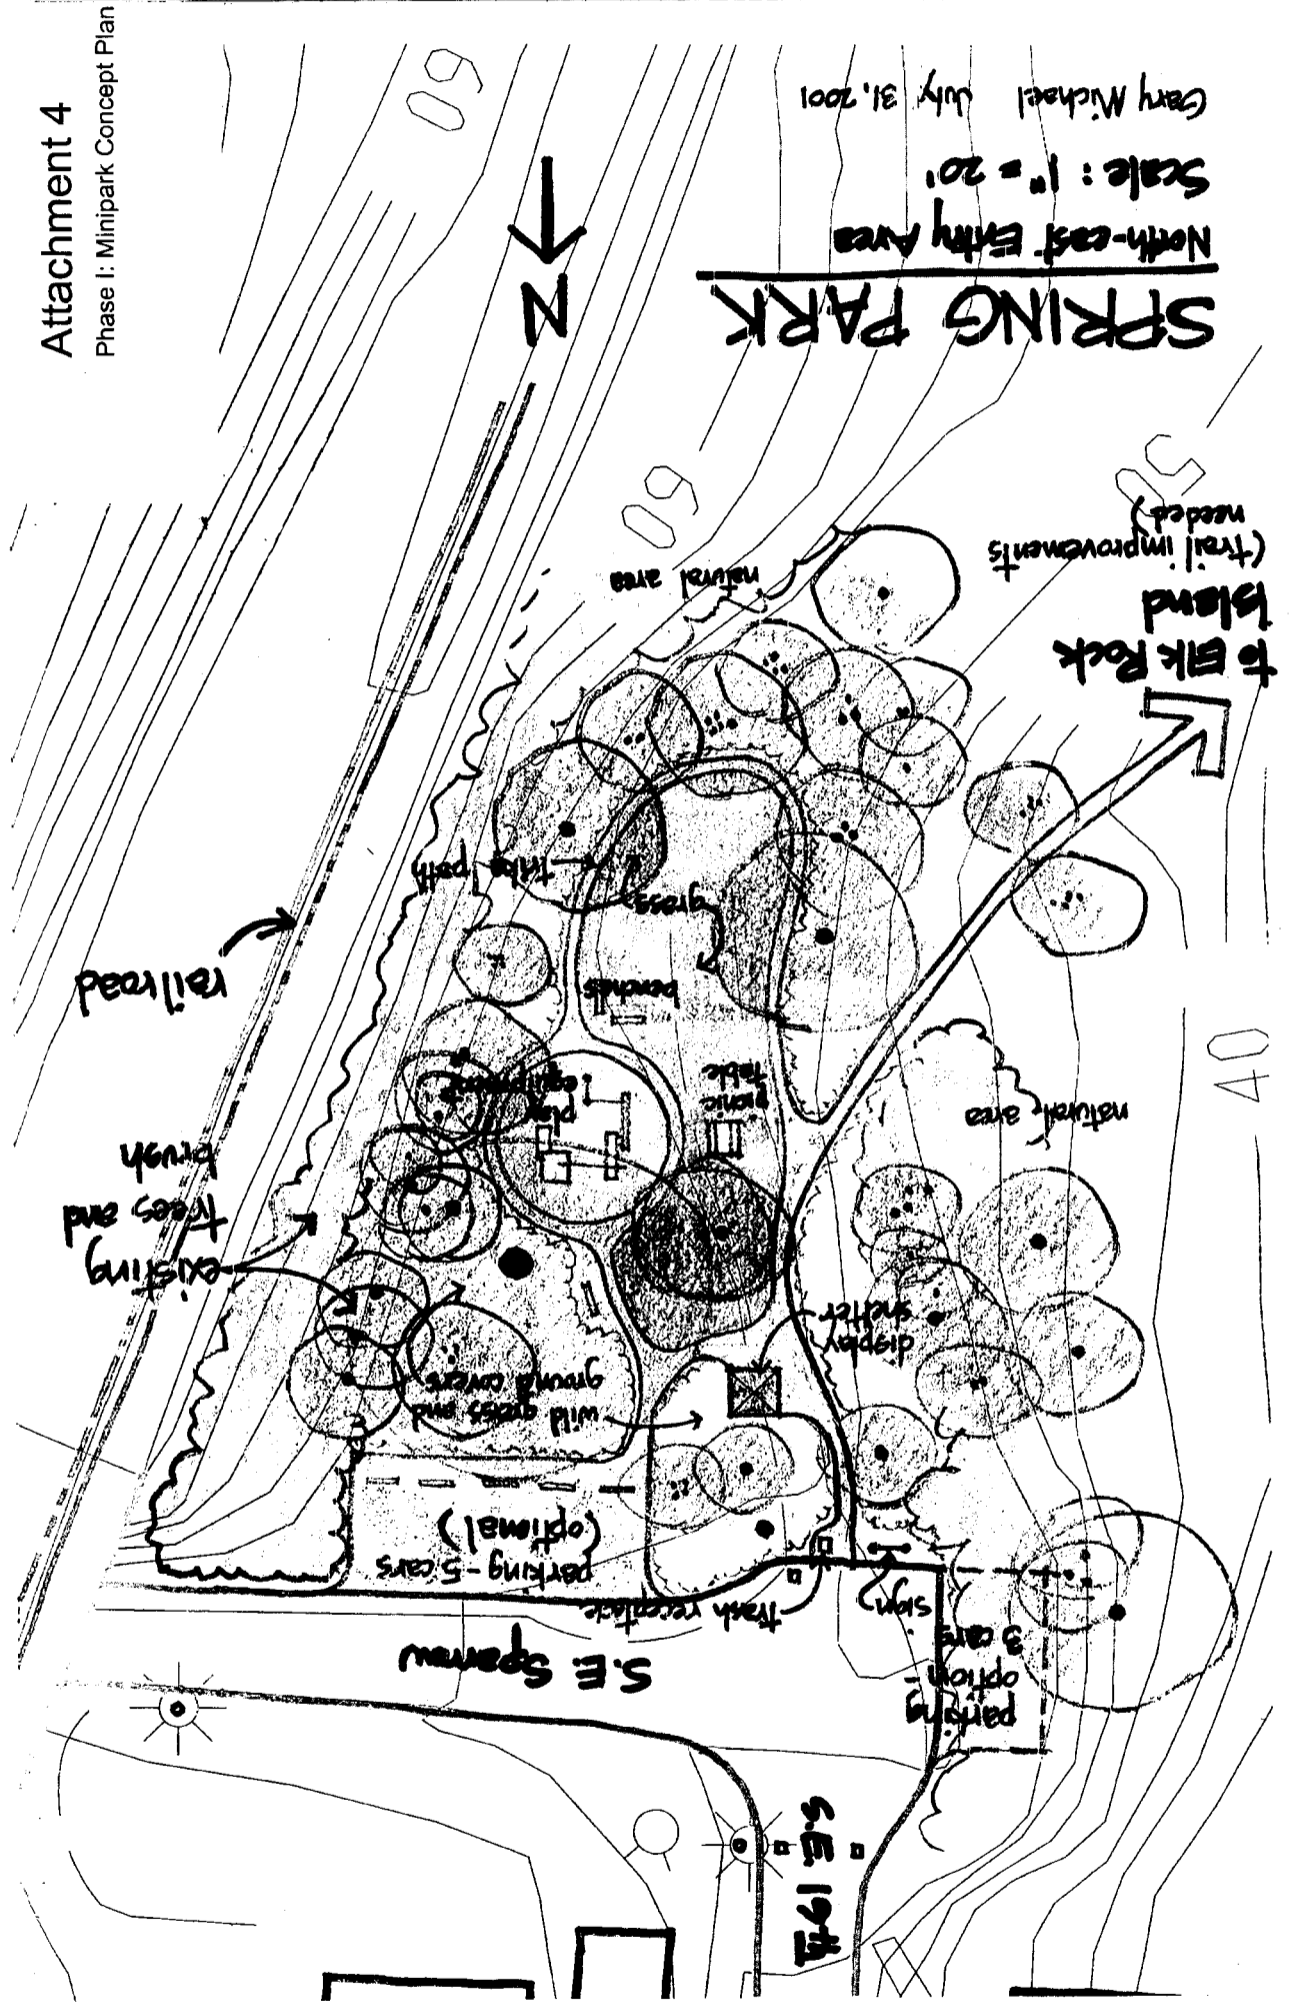 Attachment 4
Phase I: Minipark Concept Plan
SPRING PARK
North-east Entry Area
Scale: 1" = 20'
Gary Michael July 31, 2001
N
60
60
50
40
S.E. 19th
S.E. Sparrow
parking
option -
3 cars
sign
trash receptacle
parking - 5 cars
(optional)
wild grass and
ground covers
display
shelter
existing
trees and
brush
natural area
picnic
table
play
equipment
benches
railroad
grass
trike path
to Elk Rock
Island
(trail improvements
needed)
natural area